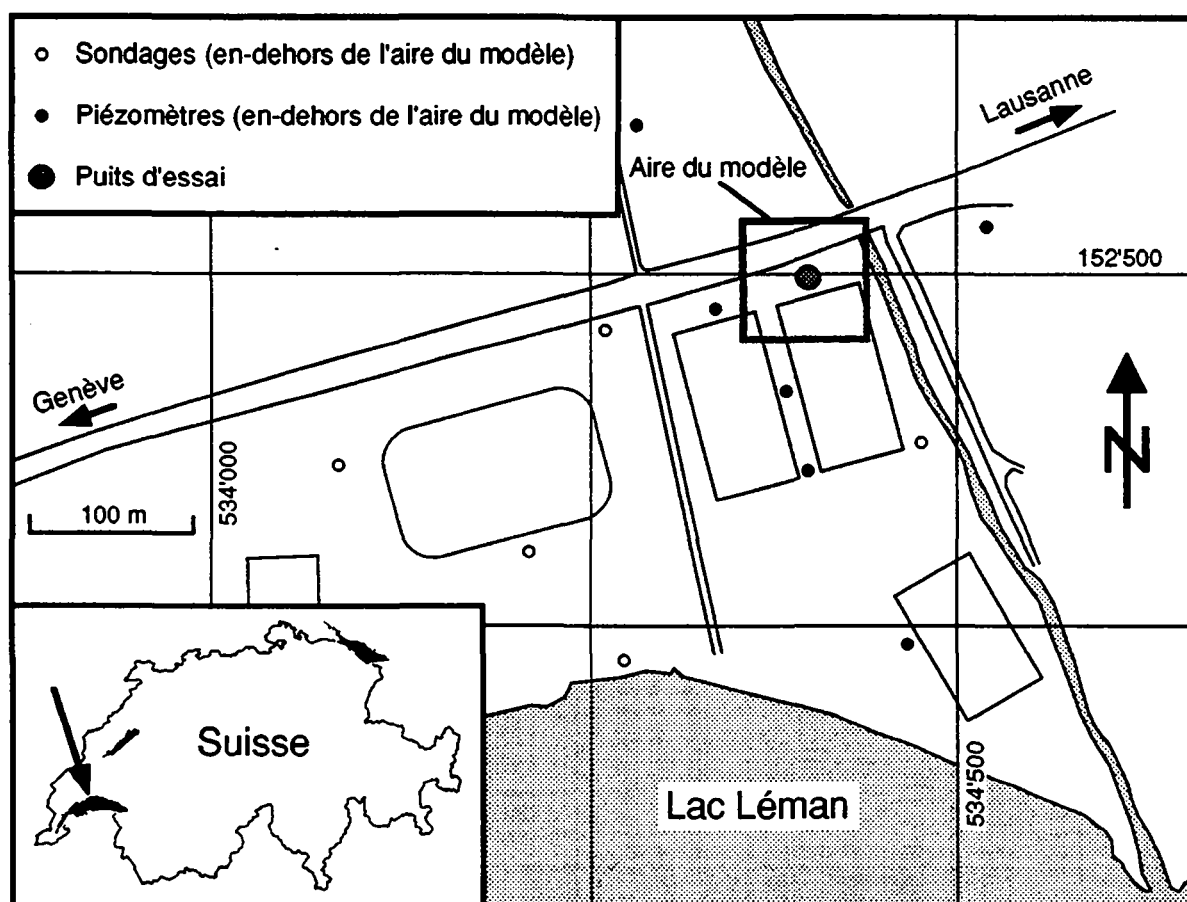 Sondages (en-dehors de l'aire du modèle)
Piézomètres (en-dehors de l'aire du modèle)
Puits d'essai
Lausanne
Aire du modèle
152'500
Genève
534'000
100 m
N
Suisse
Lac Léman
534'500